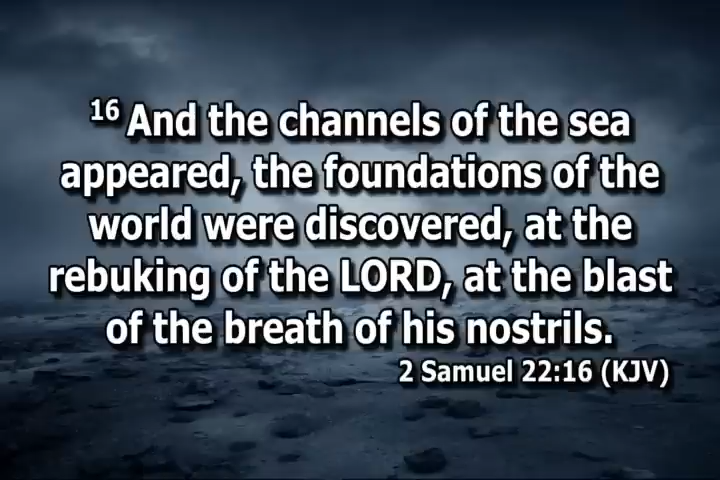 16 And the channels of the sea
appeared, the foundations of the
world were discovered, at the
rebuking of the LORD, at the blast
of the breath of his nostrils.
2 Samuel 22:16 (KJV)